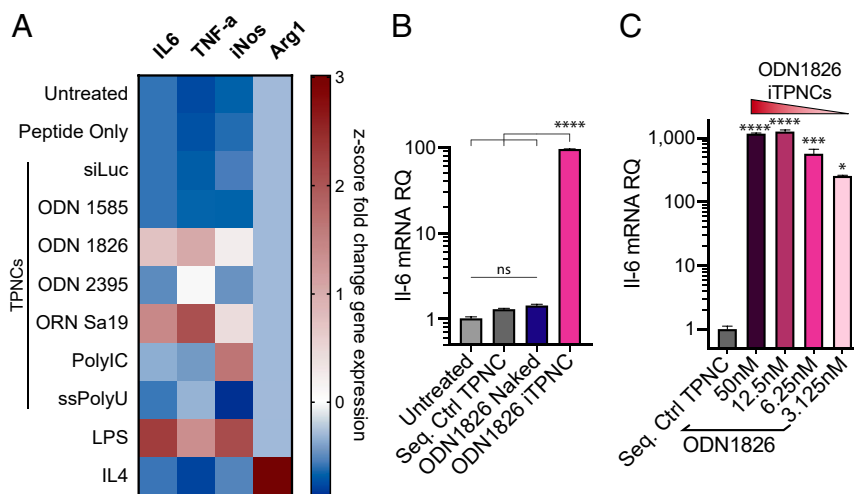 A
IL6
TNF-a
iNos
Arg1
Untreated
Peptide Only
siLuc
ODN 1585
ODN 1826
ODN 2395
ORN Sa19
PolyIC
ssPolyU
LPS
IL4
TPNCs
3
2
1
0
z-score fold change gene expression
B
Il-6 mRNA RQ
100
10
1
****
ns
Untreated
Seq. Ctrl TPNC
ODN1826 Naked
ODN1826 iTPNC
C
ODN1826
iTPNCs
Il-6 mRNA RQ
1,000
100
10
1
****
****
***
*
Seq. Ctrl TPNC
50nM
12.5nM
6.25nM
3.125nM
ODN1826